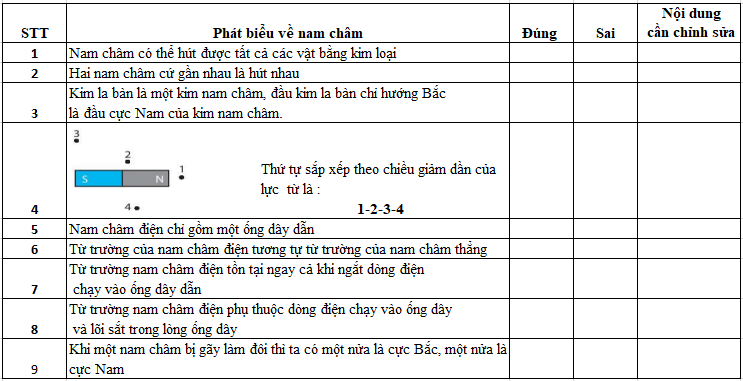 STT Phát biểu về nam châm Đúng Sai Nội dung
cần chỉnh sửa
1 Nam châm có thể hút được tất cả các vật bằng kim loại
2 Hai nam châm cứ gần nhau là hút nhau
Kim la bàn là một kim nam châm, đầu kim la bàn chỉ hướng Bắc
3 là đầu cực Nam của kim nam châm.
3
2
1
S N
4
Thứ tự sắp xếp theo chiều giảm dần của
lực từ là :
4 1-2-3-4
5 Nam châm điện chỉ gồm một ống dây dẫn
6 Từ trường của nam châm điện tương tự từ trường của nam châm thẳng
Từ trường nam châm điện tồn tại ngay cả khi ngắt dòng điện
7 chạy vào ống dây dẫn
Từ trường nam châm điện phụ thuộc dòng điện chạy vào ống dây
8 và lõi sắt trong lòng ống dây
Khi một nam châm bị gãy làm đôi thì ta có một nửa là cực Bắc, một nửa là
9 cực Nam